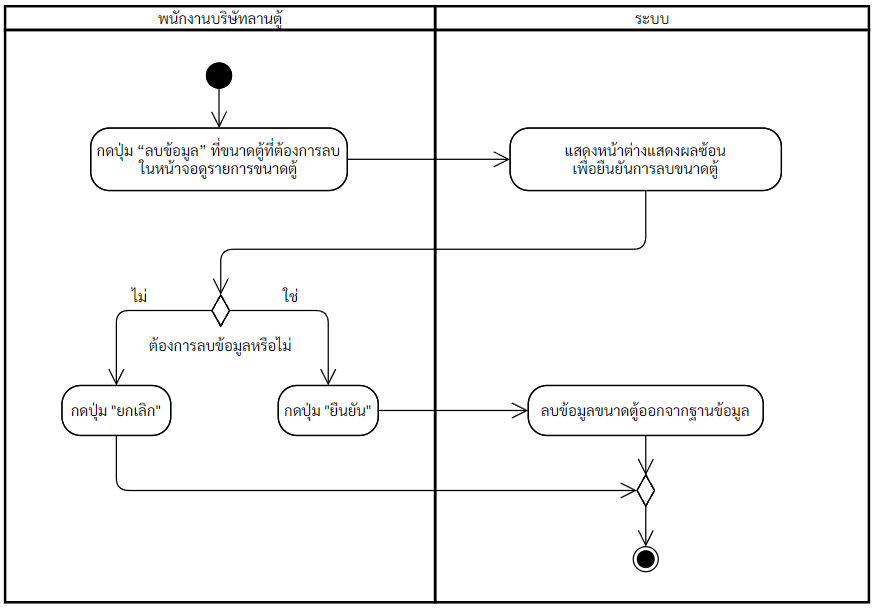 พนักงานบริษัทลานตู้
ระบบ
กดปุ่ม “ลบข้อมูล” ที่ขนาดตู้ที่ต้องการลบ
ในหน้าจอดูรายการขนาดตู้
แสดงหน้าต่างแสดงผลซ้อน
เพื่อยืนยันการลบขนาดตู้
ไม่
ใช่
ต้องการลบข้อมูลหรือไม่
กดปุ่ม "ยกเลิก"
กดปุ่ม "ยืนยัน"
ลบข้อมูลขนาดตู้ออกจากฐานข้อมูล